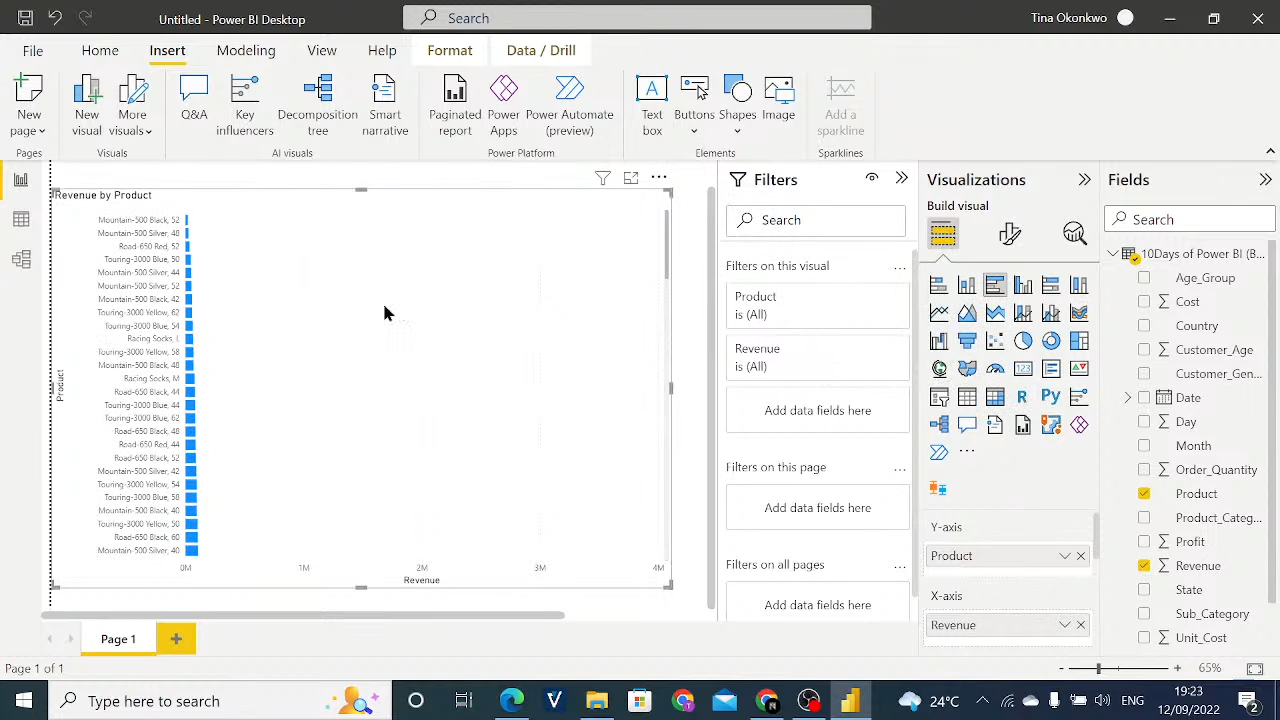 Untitled - Power BI Desktop
Search
Tina Okonkwo
File
Home
Insert
Modeling
View
Help
Format
Data / Drill
New page
New visual
More visuals
Q&A
Key influencers
Decomposition tree
Smart narrative
Paginated report
Power Apps
Power Automate (preview)
Text box
Buttons
Shapes
Image
Add a sparkline
Pages
Visuals
AI visuals
Power Platform
Elements
Sparklines
Revenue by Product
Product
Mountain-500 Black, 52
Mountain-500 Silver, 48
Road-650 Red, 52
Touring-3000 Blue, 50
Mountain-500 Silver, 44
Mountain-500 Silver, 52
Mountain-500 Black, 42
Touring-3000 Yellow, 62
Touring-3000 Blue, 54
Racing Socks, L
Touring-3000 Yellow, 58
Mountain-500 Black, 48
Racing Socks, M
Road-650 Black, 44
Touring-3000 Blue, 44
Touring-3000 Blue, 62
Road-650 Black, 48
Road-650 Red, 44
Road-650 Black, 52
Mountain-500 Silver, 42
Touring-3000 Yellow, 54
Touring-3000 Blue, 58
Mountain-500 Black, 40
Touring-3000 Yellow, 50
Road-650 Black, 60
Mountain-500 Silver, 40
0M
1M
2M
3M
4M
Revenue
Filters
Search
Filters on this visual
...
Product
is (All)
Revenue
is (All)
Add data fields here
Filters on this page
...
Add data fields here
Filters on all pages
...
Add data fields here
Visualizations
Build visual
123
R
Py
...
Y-axis
Product
X-axis
Revenue
Fields
Search
10Days of Power BI (B...
Age_Group
Cost
Country
Customer_Age
Customer_Gen...
Date
Day
Month
Order_Quantity
Product
Product_Categ...
Profit
Revenue
State
Sub_Category
Unit_Cost
Page 1
Page 1 of 1
65%
Type here to search
24°C
ENG
19:23
12/09/2022
2